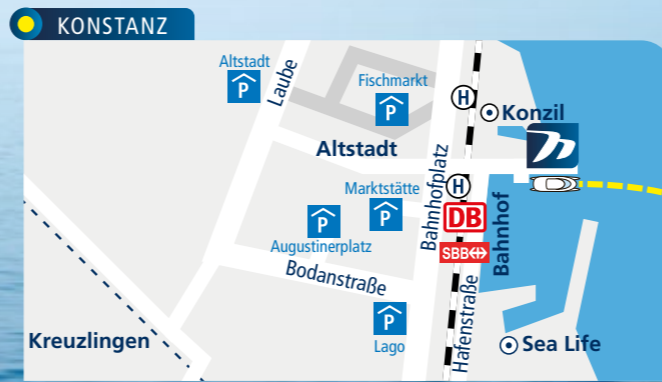 KONSTANZ
Altstadt
P
Laube
Fischmarkt
P
H
Konzil
Altstadt
Bahnhofplatz
H
Marktstätte
P
DB
P
Augustinerplatz
SBB
Bahnhof
Bodanstraße
Hafenstraße
P
Lago
Kreuzlingen
Sea Life